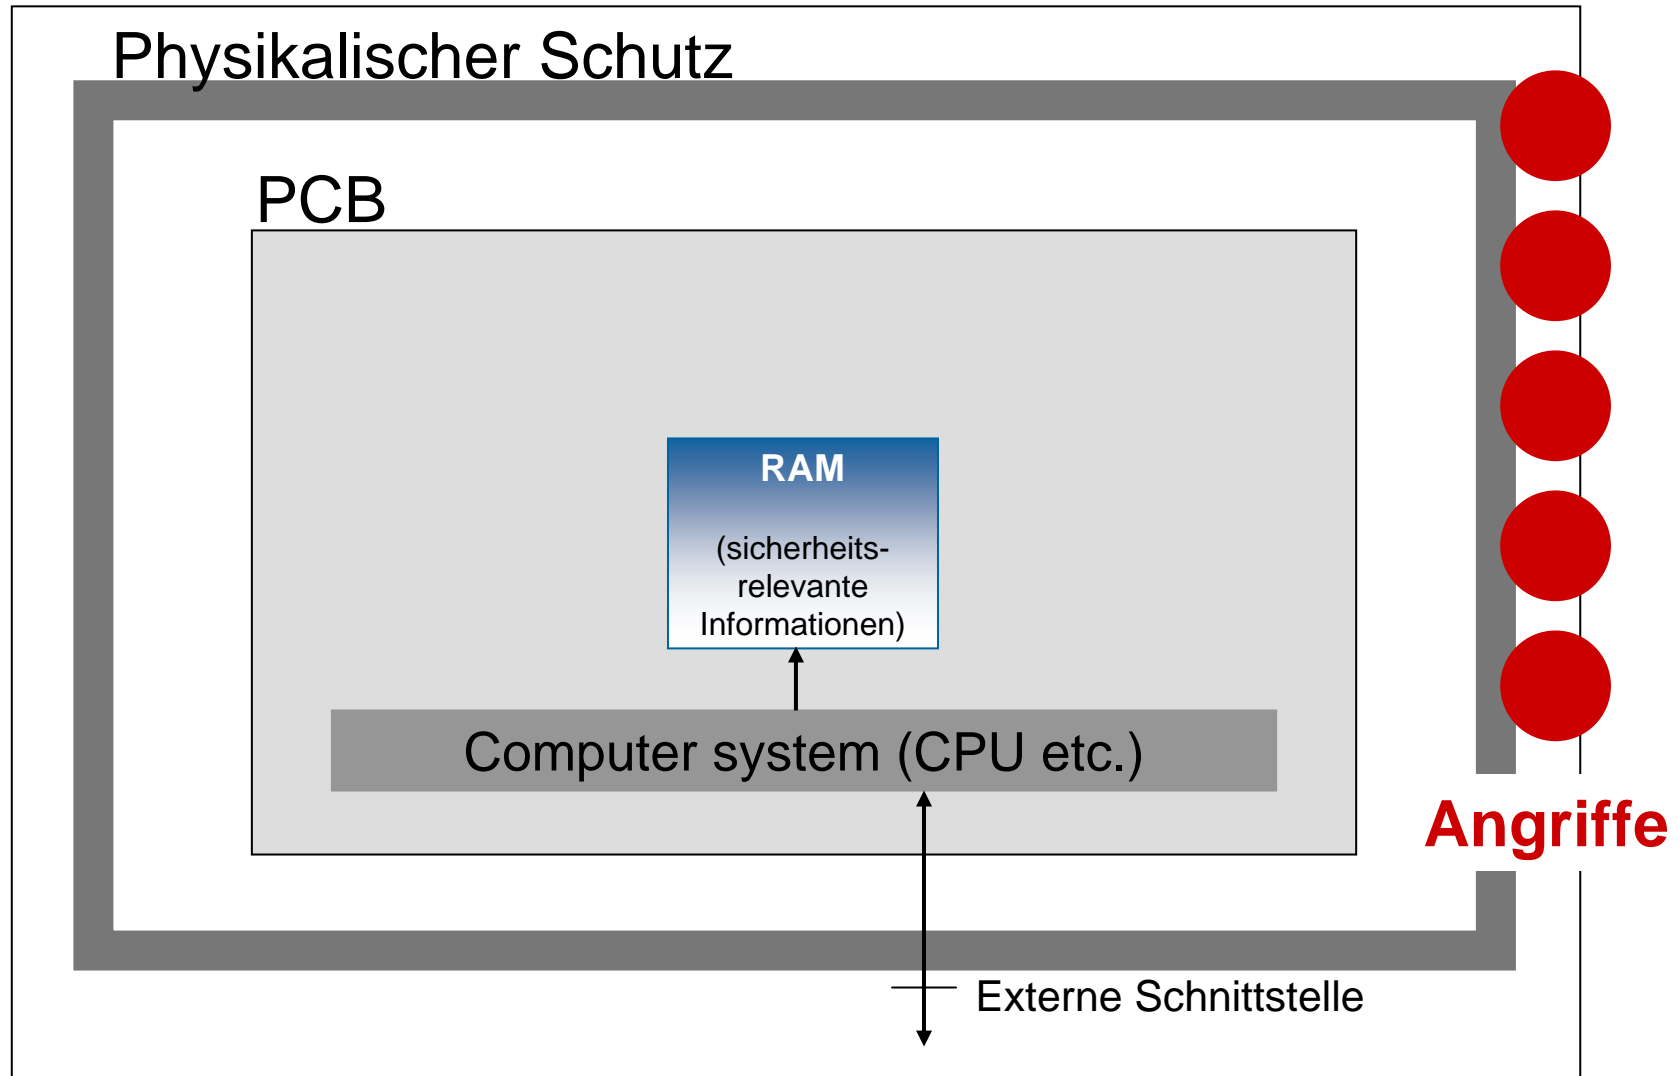 Physikalischer Schutz
PCB
RAM
(sicherheits-
relevante
Informationen)
Computer system (CPU etc.)
Angriffe
Externe Schnittstelle